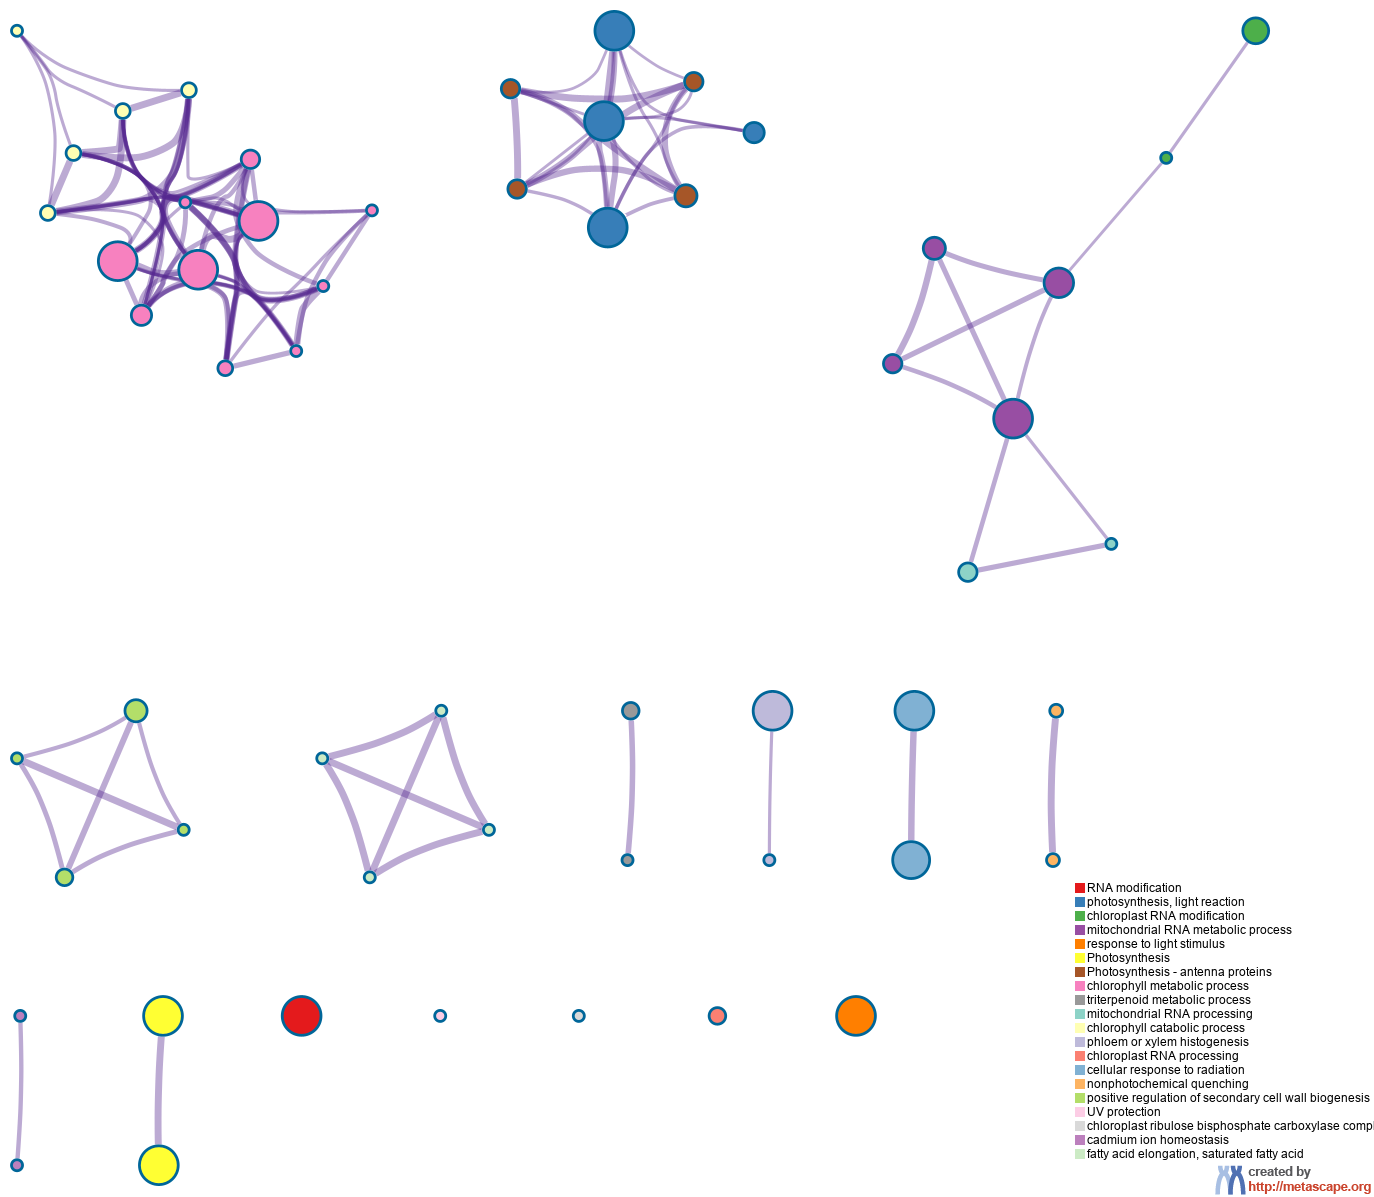 RNA modification
photosynthesis, light reaction
chloroplast RNA modification
mitochondrial RNA metabolic process
response to light stimulus
Photosynthesis
Photosynthesis - antenna proteins
chlorophyll metabolic process
triterpenoid metabolic process
mitochondrial RNA processing
chlorophyll catabolic process
phloem or xylem histogenesis
chloroplast RNA processing
cellular response to radiation
nonphotochemical quenching
positive regulation of secondary cell wall biogenesis
UV protection
chloroplast ribulose bisphosphate carboxylase compl
cadmium ion homeostasis
fatty acid elongation, saturated fatty acid
created by
http://metascape.org